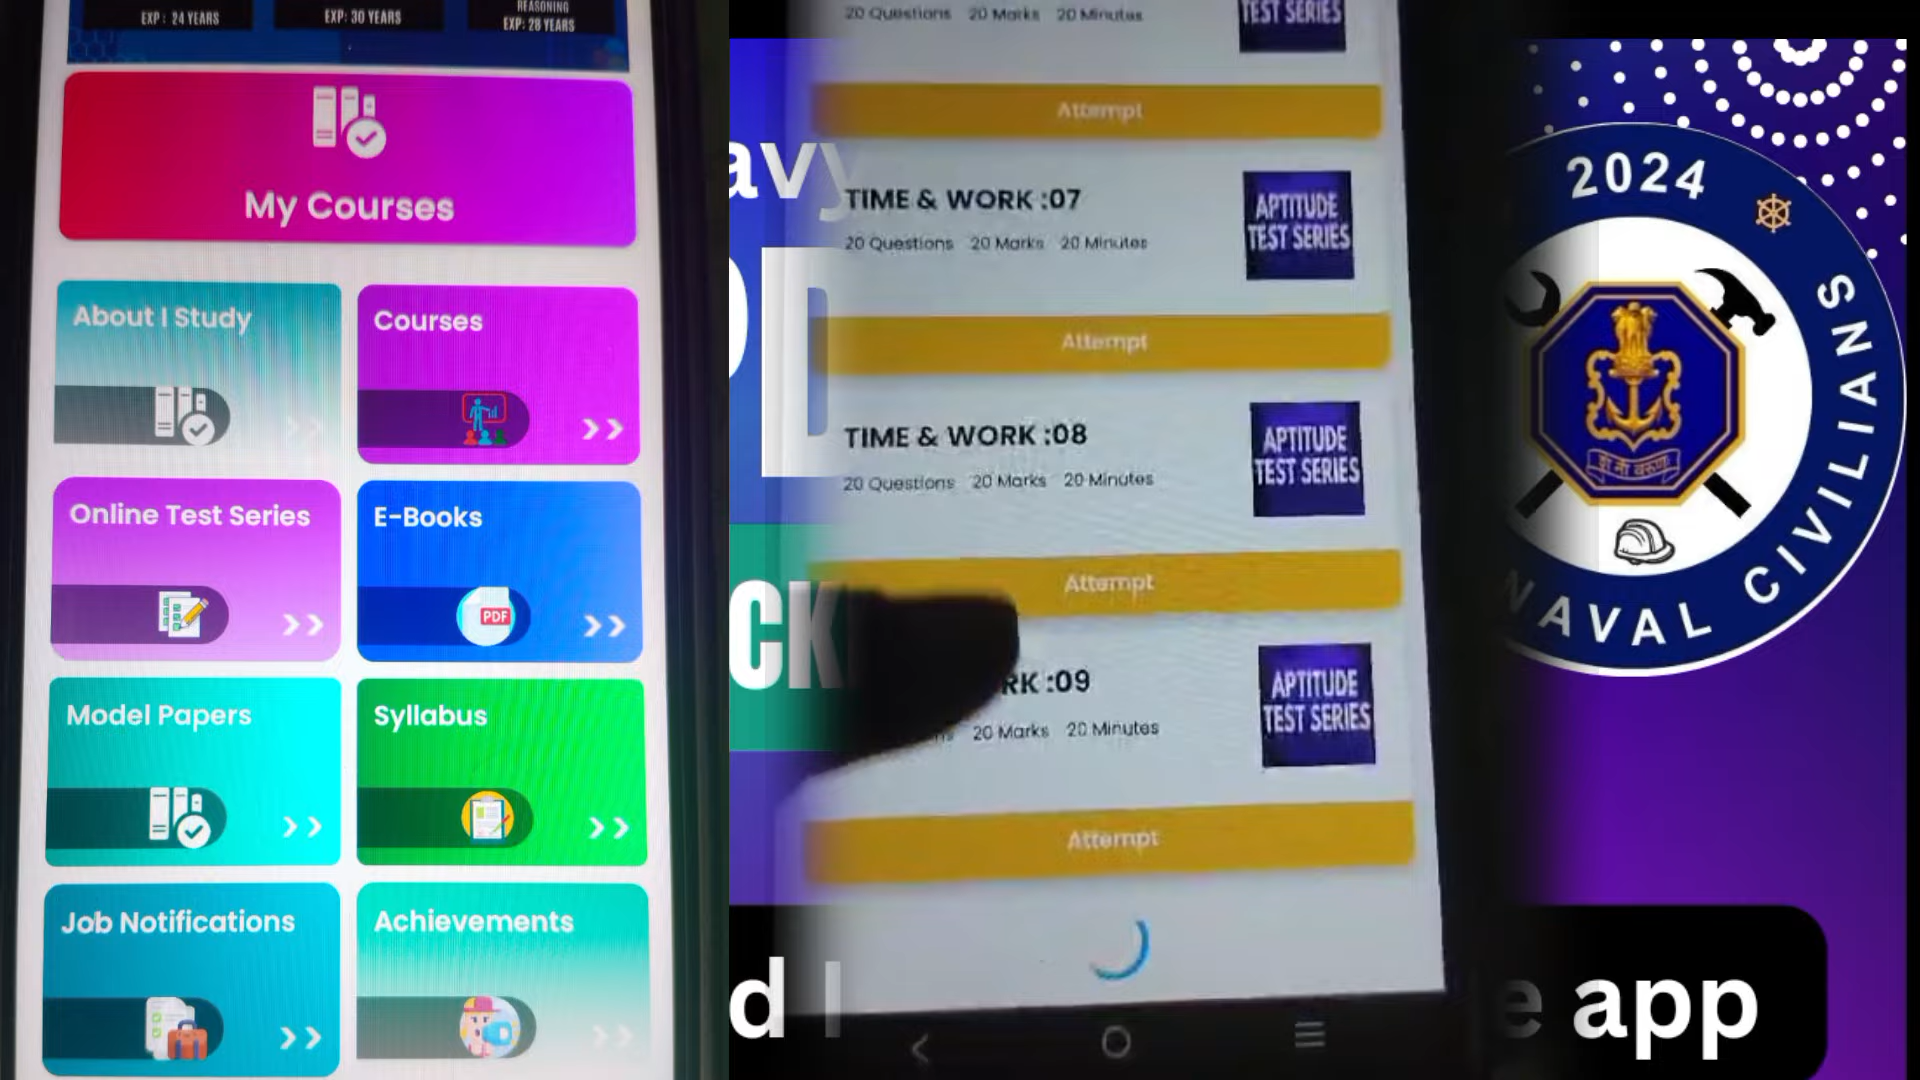 EXP : 24 YEARS
EXP: 30 YEARS
REASONING
EXP: 28 YEARS
My Courses
About I Study
Courses
Online Test Series
E-Books
PDF
Model Papers
Syllabus
Job Notifications
Achievements
20 Questions 20 Marks 20 Minutes
TEST SERIES
Attempt
TIME & WORK :07
20 Questions 20 Marks 20 Minutes
APTITUDE
TEST SERIES
Attempt
TIME & WORK :08
20 Questions 20 Marks 20 Minutes
APTITUDE
TEST SERIES
Attempt
:09
20 Marks 20 Minutes
APTITUDE
TEST SERIES
Attempt
2024
NAVAL CIVILIANS
शं नो वरुणः
app